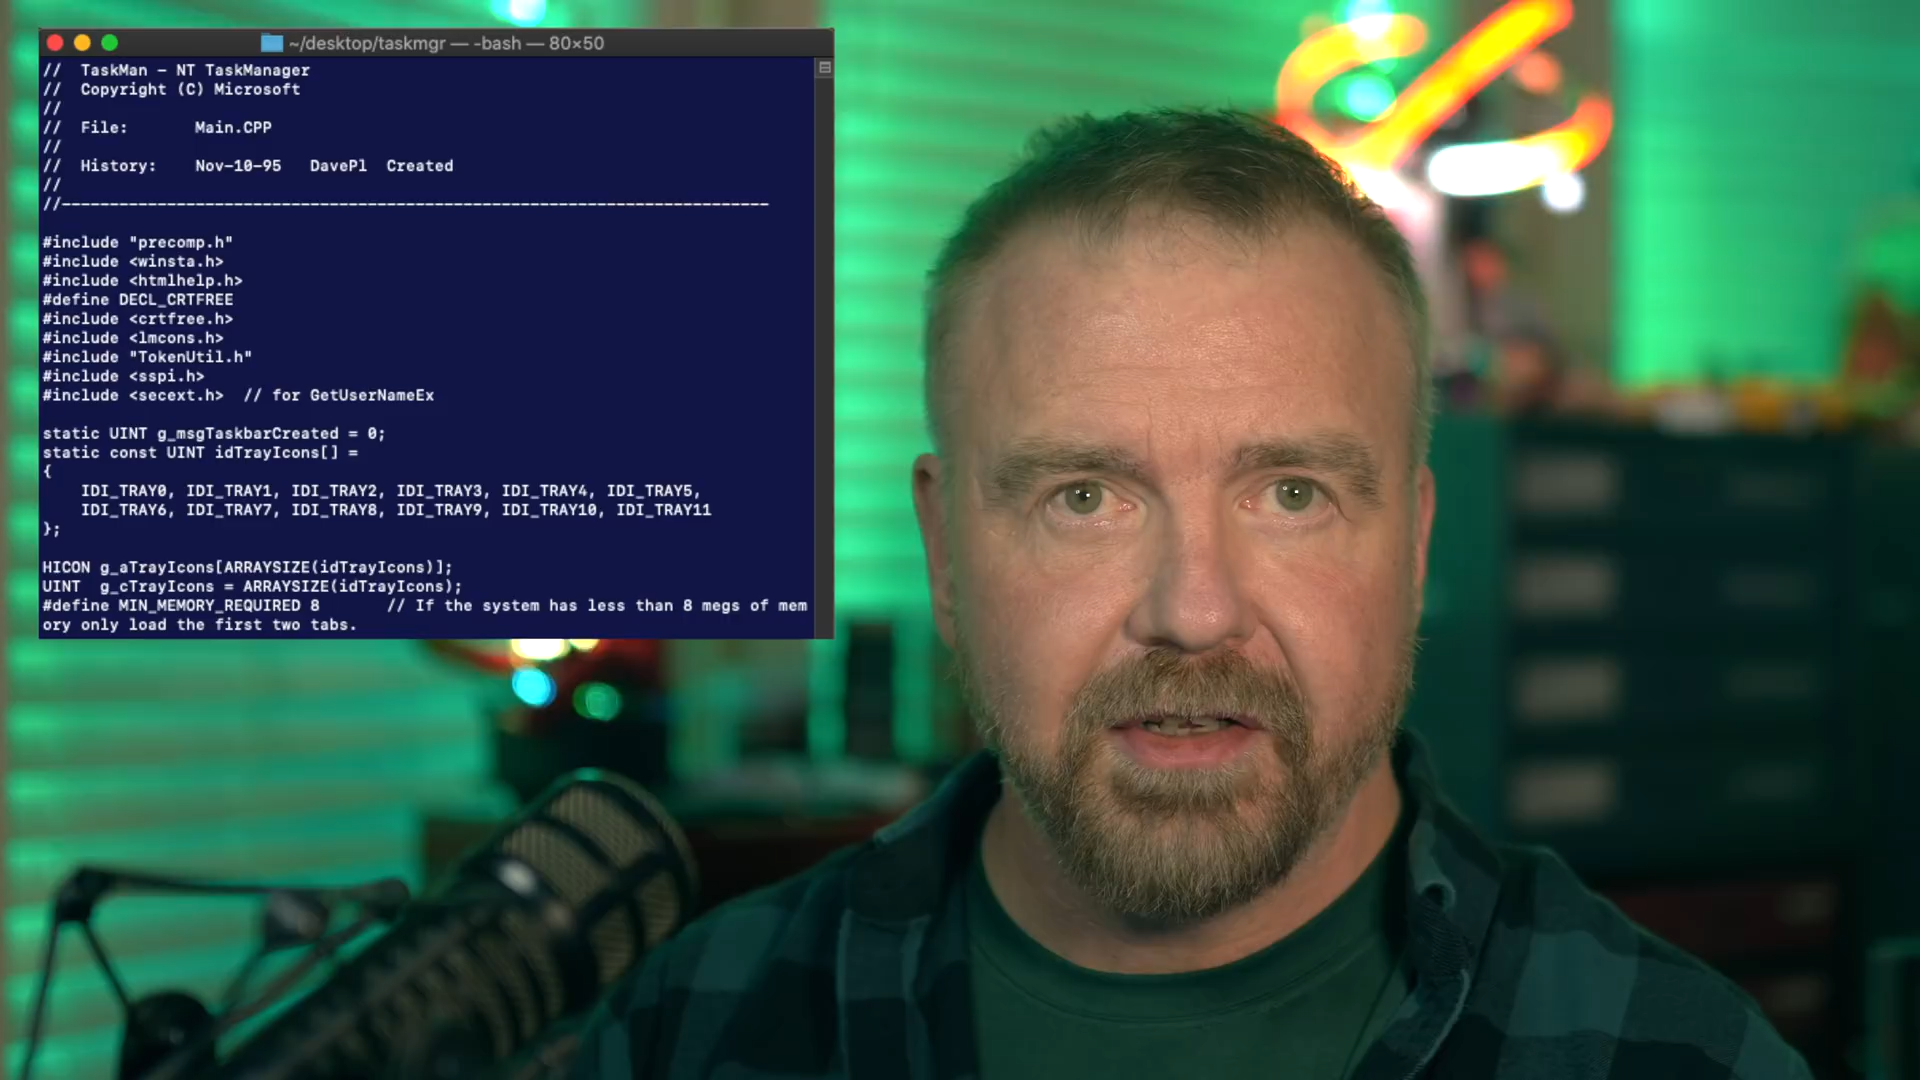 ~/desktop/taskmgr — -bash — 80×50
//  TaskMan - NT TaskManager
//  Copyright (C) Microsoft
//
//  File:       Main.CPP
//
//  History:    Nov-10-95   DavePl  Created
//
//--------------------------------------------------------------------------
#include "precomp.h"
#include <winsta.h>
#include <htmlhelp.h>
#define DECL_CRTFREE
#include <crtfree.h>
#include <lmcons.h>
#include "TokenUtil.h"
#include <sspi.h>
#include <secext.h>  // for GetUserNameEx
static UINT g_msgTaskbarCreated = 0;
static const UINT idTrayIcons[] =
{
    IDI_TRAY0, IDI_TRAY1, IDI_TRAY2, IDI_TRAY3, IDI_TRAY4, IDI_TRAY5,
    IDI_TRAY6, IDI_TRAY7, IDI_TRAY8, IDI_TRAY9, IDI_TRAY10, IDI_TRAY11
};
HICON g_aTrayIcons[ARRAYSIZE(idTrayIcons)];
UINT  g_cTrayIcons = ARRAYSIZE(idTrayIcons);
#define MIN_MEMORY_REQUIRED 8       // If the system has less than 8 megs of mem
ory only load the first two tabs.